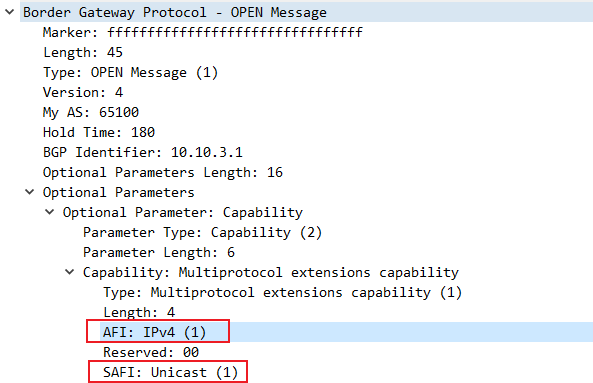 Border Gateway Protocol - OPEN Message
Marker: ffffffffffffffffffffffffffffffff
Length: 45
Type: OPEN Message (1)
Version: 4
My AS: 65100
Hold Time: 180
BGP Identifier: 10.10.3.1
Optional Parameters Length: 16
Optional Parameters
Optional Parameter: Capability
Parameter Type: Capability (2)
Parameter Length: 6
Capability: Multiprotocol extensions capability
Type: Multiprotocol extensions capability (1)
Length: 4
AFI: IPv4 (1)
Reserved: 00
SAFI: Unicast (1)